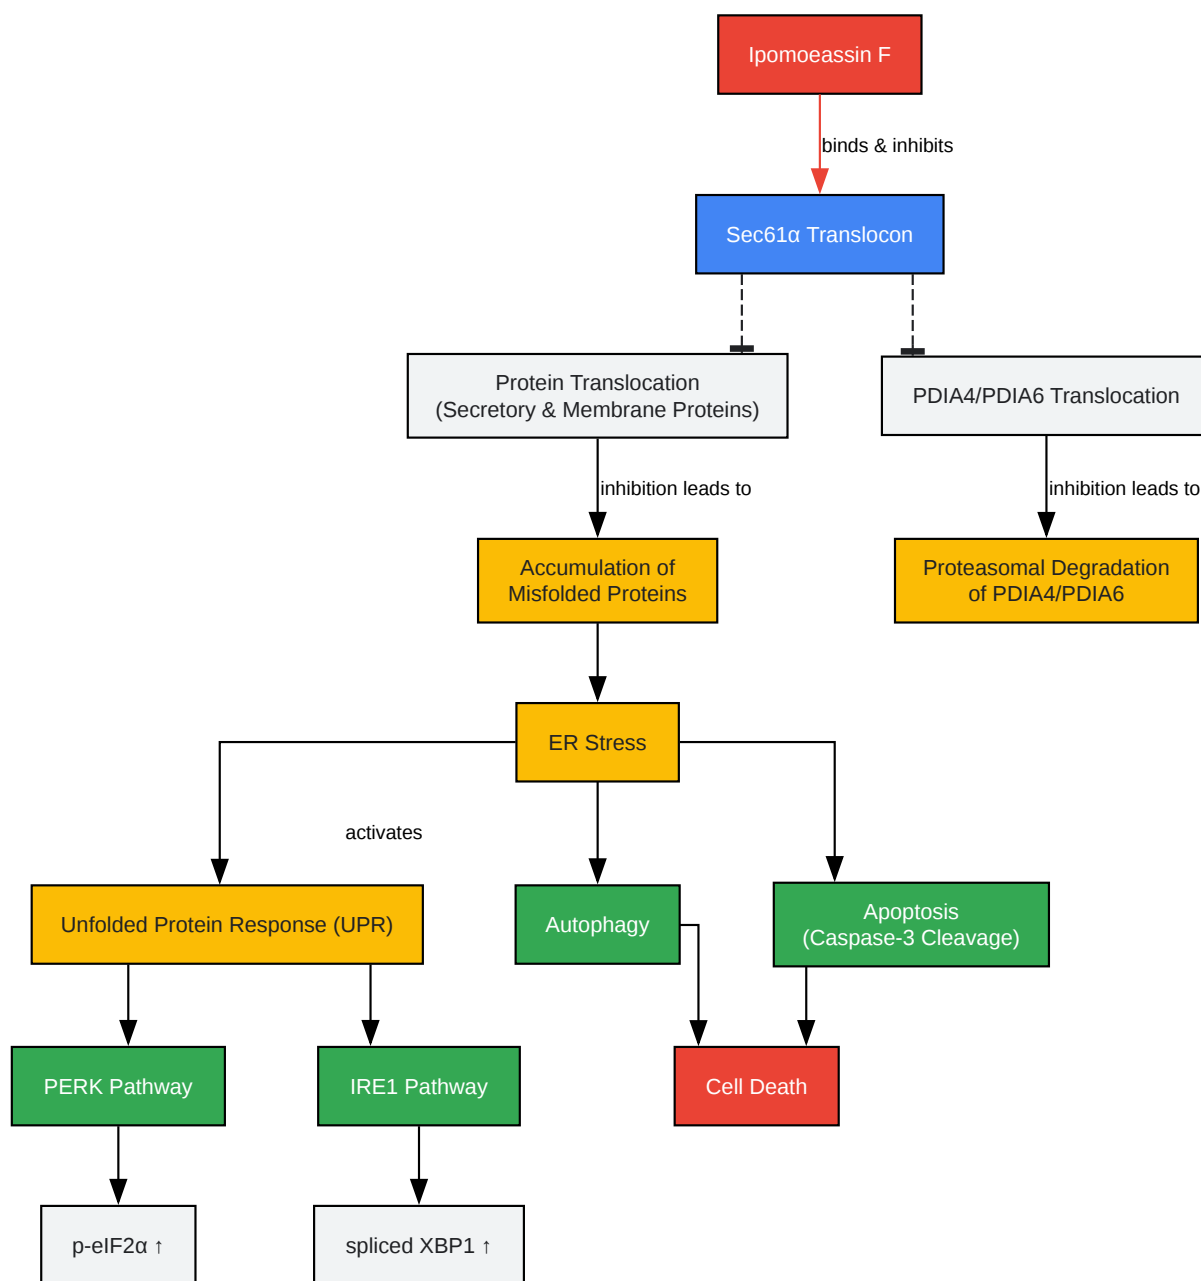 Ipomoeassin F
binds & inhibits
Sec61α Translocon
Protein Translocation
(Secretory & Membrane Proteins)
PDIA4/PDIA6 Translocation
inhibition leads to
inhibition leads to
Accumulation of
Misfolded Proteins
Proteasomal Degradation
of PDIA4/PDIA6
ER Stress
activates
Unfolded Protein Response (UPR)
Autophagy
Apoptosis
(Caspase-3 Cleavage)
PERK Pathway
IRE1 Pathway
Cell Death
p-eIF2α ↑
spliced XBP1 ↑